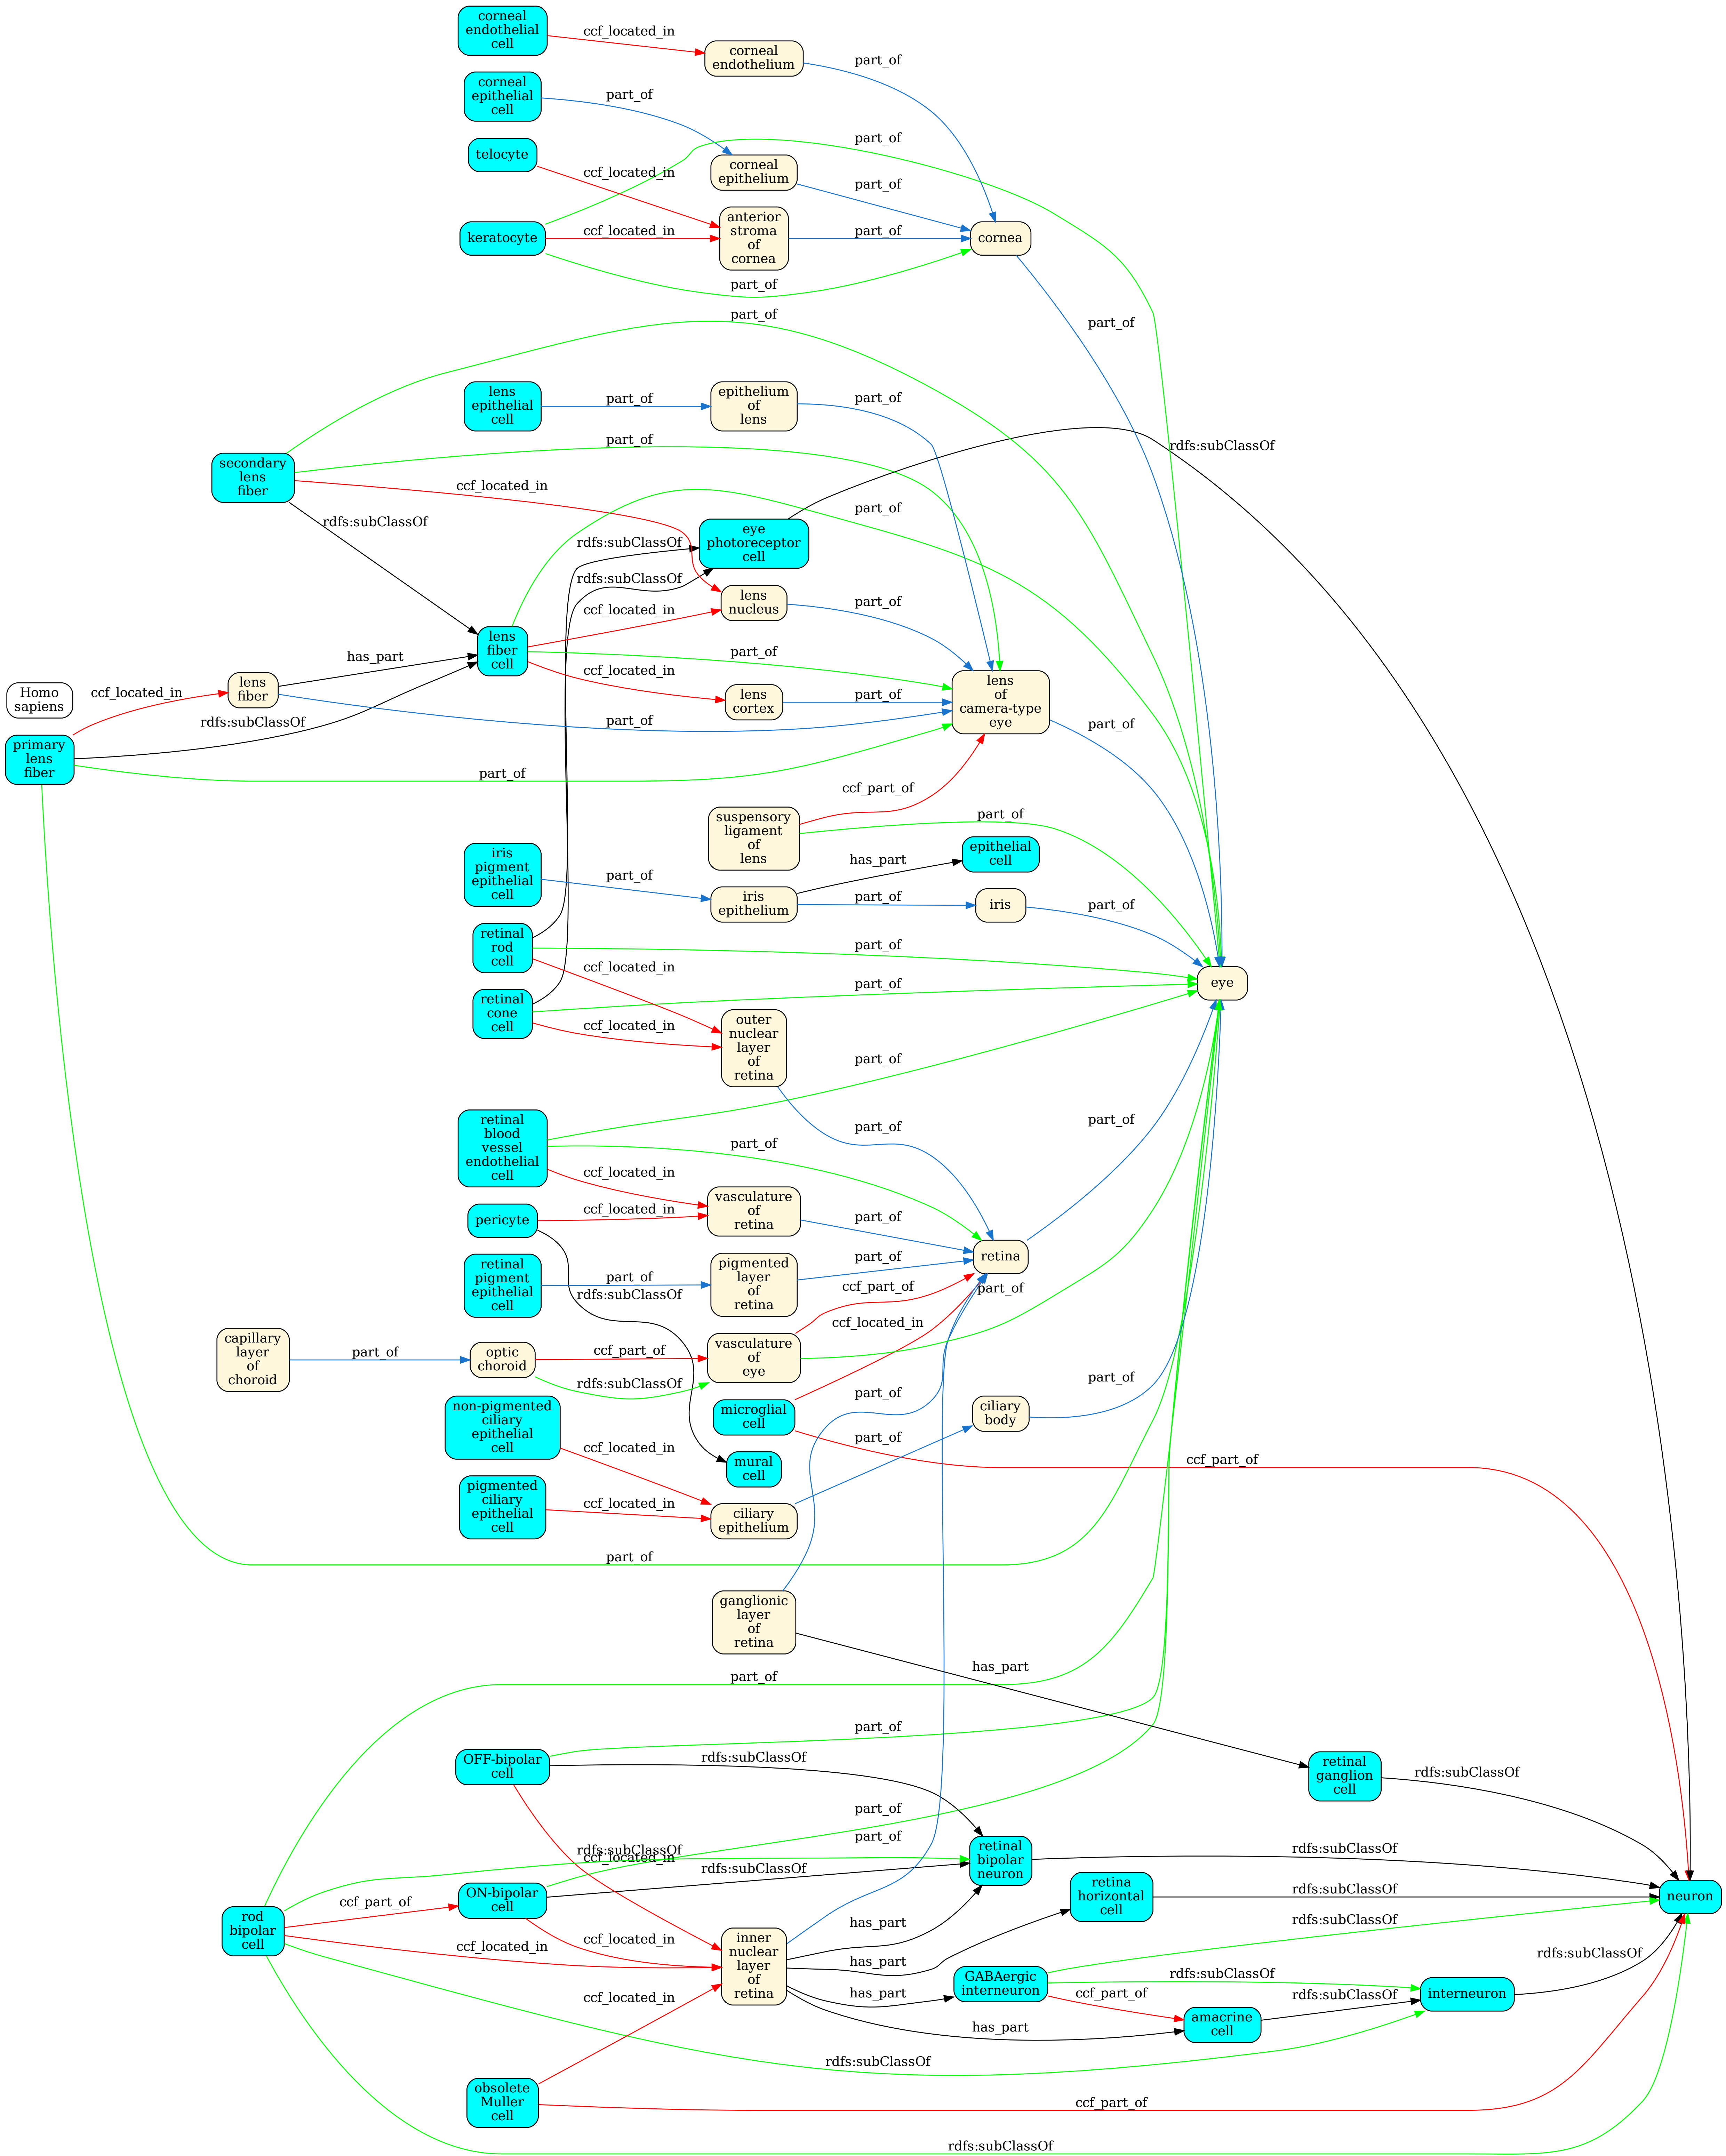 corneal
endothelial
cell
ccf_located_in
corneal
endothelium
part_of
corneal
epithelial
cell
part_of
corneal
epithelium
part_of
telocyte
ccf_located_in
part_of
keratocyte
ccf_located_in
anterior
stroma
of
cornea
part_of
cornea
part_of
part_of
part_of
lens
epithelial
cell
part_of
epithelium
of
lens
part_of
secondary
lens
fiber
part_of
ccf_located_in
rdfs:subClassOf
rdfs:subClassOf
part_of
rdfs:subClassOf
eye
photoreceptor
cell
rdfs:subClassOf
lens
nucleus
part_of
ccf_located_in
lens
fiber
cell
part_of
ccf_located_in
has_part
lens
fiber
ccf_located_in
rdfs:subClassOf
part_of
lens
cortex
part_of
lens
of
camera-type
eye
part_of
Homo
sapiens
primary
lens
fiber
part_of
suspensory
ligament
of
lens
ccf_part_of
part_of
iris
pigment
epithelial
cell
part_of
iris
epithelium
has_part
epithelial
cell
part_of
iris
part_of
retinal
rod
cell
part_of
ccf_located_in
retinal
cone
cell
part_of
ccf_located_in
eye
outer
nuclear
layer
of
retina
part_of
part_of
part_of
retinal
blood
vessel
endothelial
cell
part_of
ccf_located_in
pericyte
ccf_located_in
vasculature
of
retina
part_of
retina
retinal
pigment
epithelial
cell
part_of
rdfs:subClassOf
pigmented
layer
of
retina
part_of
ccf_part_of
part_of
ccf_located_in
capillary
layer
of
choroid
part_of
optic
choroid
ccf_part_of
rdfs:subClassOf
vasculature
of
eye
part_of
microglial
cell
part_of
ciliary
body
part_of
ccf_part_of
non-pigmented
ciliary
epithelial
cell
ccf_located_in
mural
cell
pigmented
ciliary
epithelial
cell
ccf_located_in
ciliary
epithelium
part_of
ganglionic
layer
of
retina
has_part
part_of
part_of
OFF-bipolar
cell
rdfs:subClassOf
retinal
ganglion
cell
rdfs:subClassOf
part_of
part_of
rdfs:subClassOf
ccf_located_in
rdfs:subClassOf
retinal
bipolar
neuron
rdfs:subClassOf
rod
bipolar
cell
ccf_part_of
ON-bipolar
cell
ccf_located_in
ccf_located_in
inner
nuclear
layer
of
retina
has_part
has_part
has_part
has_part
retina
horizontal
cell
rdfs:subClassOf
neuron
rdfs:subClassOf
GABAergic
interneuron
rdfs:subClassOf
ccf_part_of
amacrine
cell
rdfs:subClassOf
interneuron
rdfs:subClassOf
ccf_located_in
rdfs:subClassOf
obsolete
Muller
cell
ccf_part_of
rdfs:subClassOf